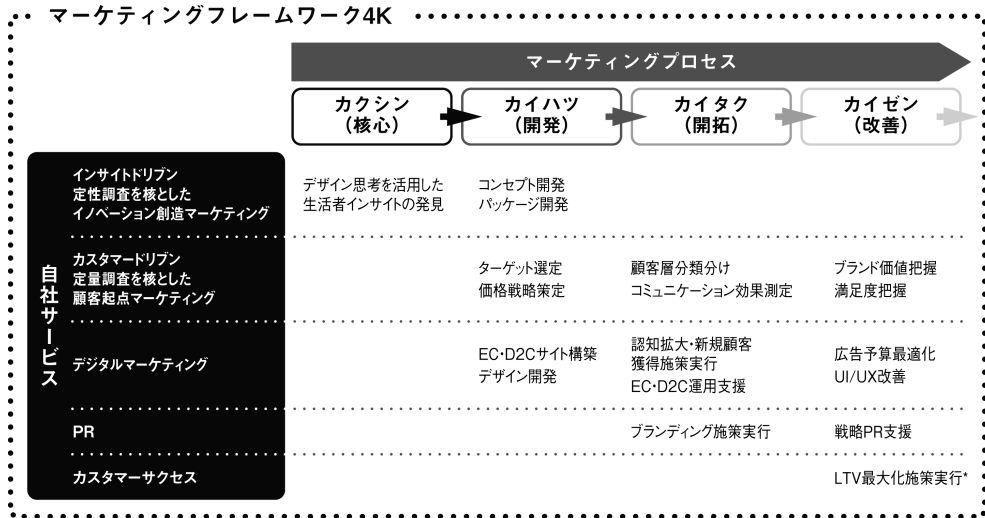 マーケティングフレームワーク4K
マーケティングプロセス
カクシン
（核心）
カイハツ
（開発）
カイタク
（開拓）
カイゼン
（改善）
自社サービス
インサイトドリブン
定性調査を核とした
イノベーション創造マーケティング
デザイン思考を活用した
生活者インサイトの発見
コンセプト開発
パッケージ開発
カスタマードリブン
定量調査を核とした
顧客起点マーケティング
ターゲット選定
価格戦略策定
顧客層分類分け
コミュニケーション効果測定
ブランド価値把握
満足度把握
デジタルマーケティング
EC・D2Cサイト構築
デザイン開発
認知拡大・新規顧客
獲得施策実行
EC・D2C運用支援
広告予算最適化
UI/UX改善
PR
ブランディング施策実行
戦略PR支援
カスタマーサクセス
LTV最大化施策実行*